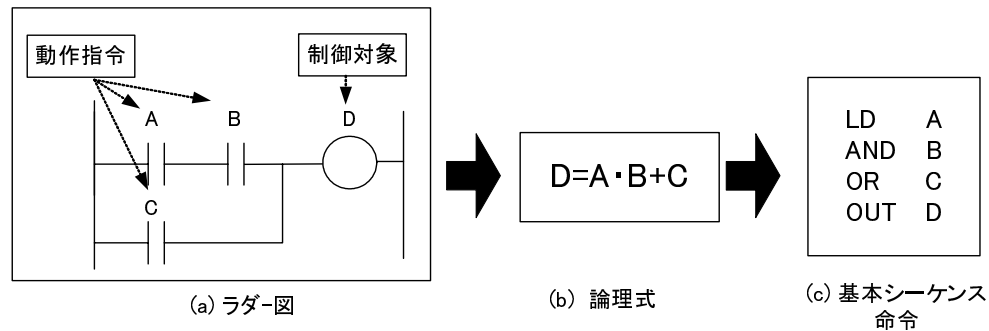 動作指令
制御対象
A
B
D
C
(a) ラダー図
D=A・B+C
(b) 論理式
LD A
AND B
OR C
OUT D
(c) 基本シーケンス
命令